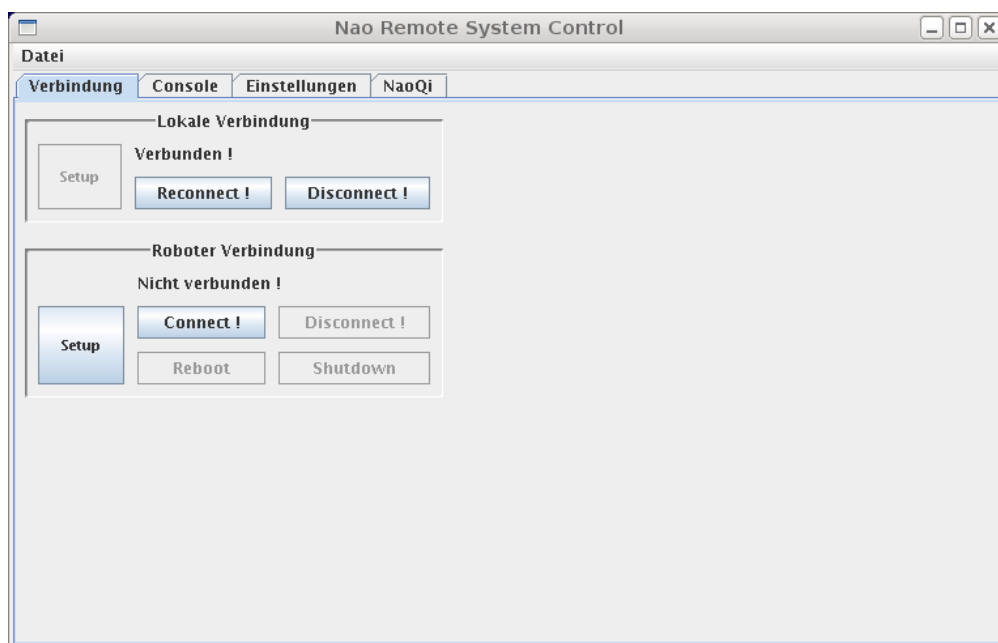 Nao Remote System Control
Datei
Verbindung Console Einstellungen NaoQi
Lokale Verbindung
Setup
Verbunden !
Reconnect ! Disconnect !
Roboter Verbindung
Nicht verbunden !
Setup
Connect ! Disconnect !
Reboot Shutdown